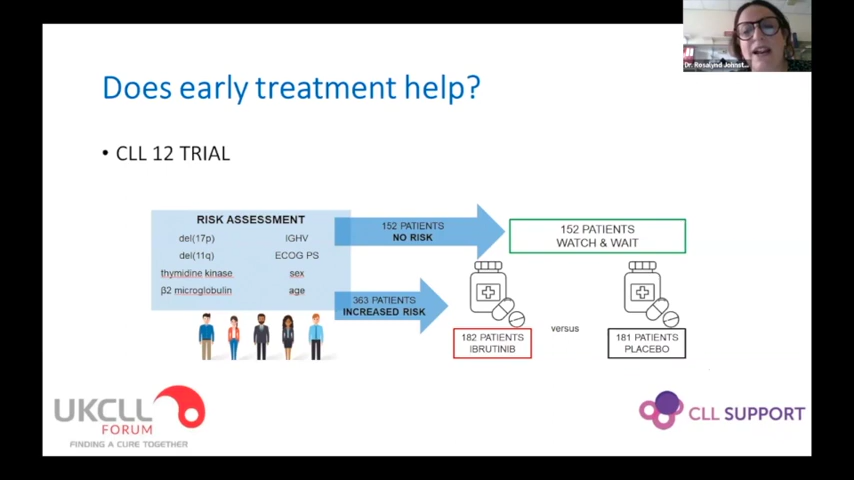 Dr. Rosalynd Johnst...
Does early treatment help?
• CLL 12 TRIAL
RISK ASSESSMENT
del(17p) IGHV
del(11q) ECOG PS
thymidine kinase sex
β2 microglobulin age
152 PATIENTS
NO RISK
152 PATIENTS
WATCH & WAIT
363 PATIENTS
INCREASED RISK
182 PATIENTS
IBRUTINIB
versus
181 PATIENTS
PLACEBO
UKCLL
FORUM
FINDING A CURE TOGETHER
CLL SUPPORT